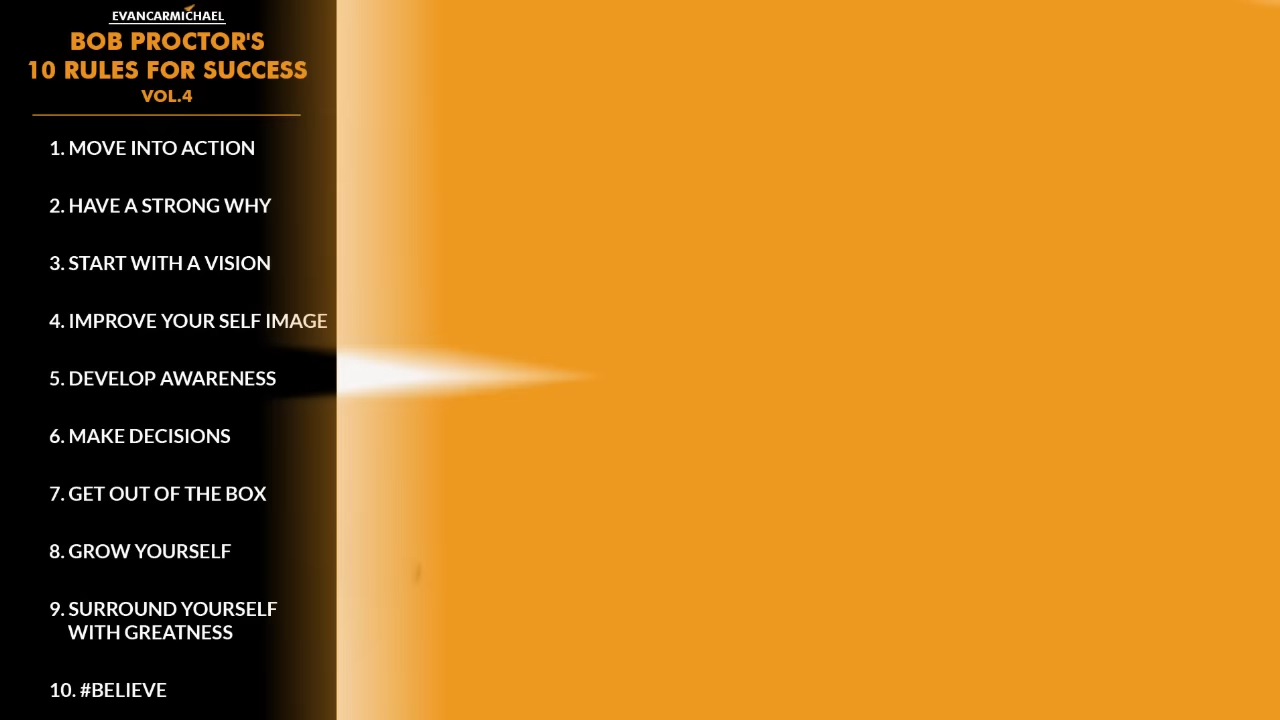 EVANCARMICHAEL
BOB PROCTOR'S
10 RULES FOR SUCCESS
VOL.4
1. MOVE INTO ACTION
2. HAVE A STRONG WHY
3. START WITH A VISION
4. IMPROVE YOUR SELF IMAGE
5. DEVELOP AWARENESS
6. MAKE DECISIONS
7. GET OUT OF THE BOX
8. GROW YOURSELF
9. SURROUND YOURSELF
WITH GREATNESS
10. #BELIEVE